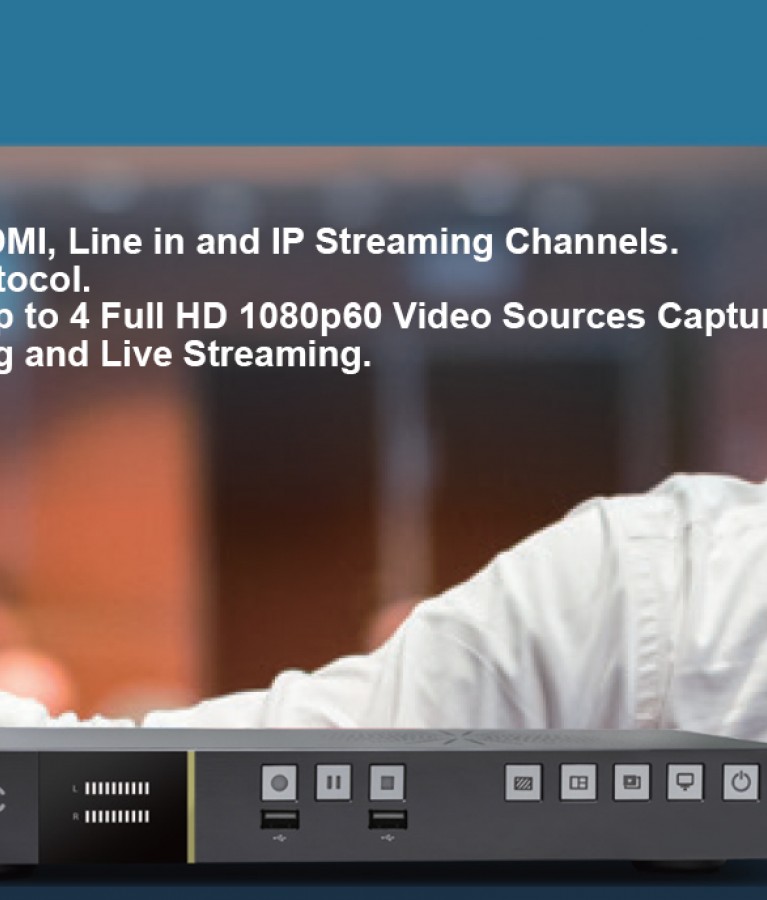 DMI, Line in and IP Streaming Channels.
tocol.
p to 4 Full HD 1080p60 Video Sources Captur
g and Live Streaming.
L
R
C